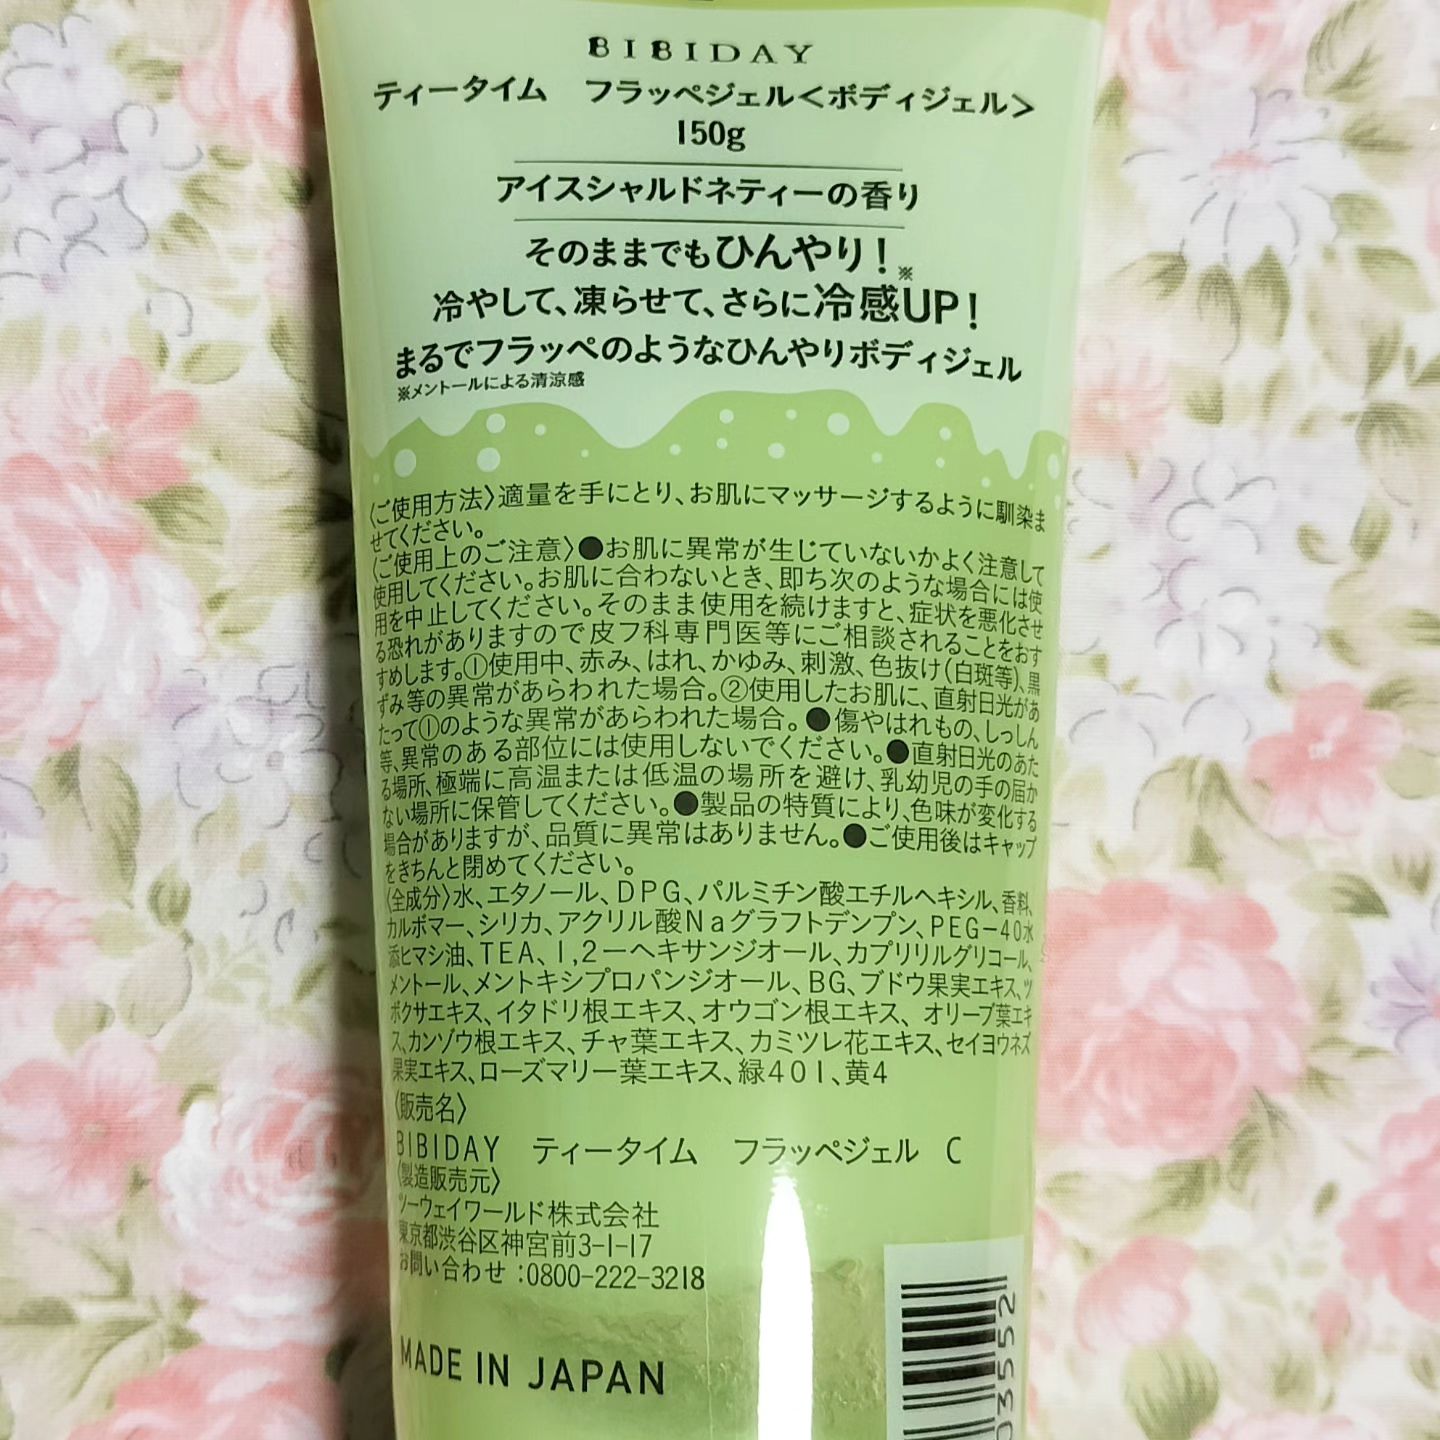 BIBIDAY
ティータイム　フラッペジェル＜ボディジェル＞
150g
アイスシャルドネティーの香り
そのままでもひんやり！
※
冷やして、凍らせて、さらに冷感UP！
まるでフラッペのようなひんやりボディジェル
※メントールによる清涼感
〈ご使用方法〉適量を手にとり、お肌にマッサージするように馴染ま
せてください。
〈ご使用上のご注意〉●お肌に異常が生じていないかよく注意して
使用してください。お肌に合わないとき、即ち次のような場合には使
用を中止してください。そのまま使用を続けますと、症状を悪化させ
る恐れがありますので皮フ科専門医等にご相談されることをおす
すめします。①使用中、赤み、はれ、かゆみ、刺激、色抜け(白斑等)、黒
ずみ等の異常があらわれた場合。②使用したお肌に、直射日光があ
たって①のような異常があらわれた場合。●傷やはれもの、しっしん
等、異常のある部位には使用しないでください。●直射日光のあた
る場所、極端に高温または低温の場所を避け、乳幼児の手の届か
ない場所に保管してください。●製品の特質により、色味が変化する
場合がありますが、品質に異常はありません。●ご使用後はキャップ
をきちんと閉めてください。
〈全成分〉水、エタノール、DPG、パルミチン酸エチルヘキシル、香料、
カルボマー、シリカ、アクリル酸Naグラフトデンプン、PEG－40水
添ヒマシ油、TEA、1,2－ヘキサンジオール、カプリリルグリコール、
メントール、メントキシプロパンジオール、BG、ブドウ果実エキス、ツ
ボクサエキス、イタドリ根エキス、オウゴン根エキス、オリーブ葉エキ
ス、カンゾウ根エキス、チャ葉エキス、カミツレ花エキス、セイヨウネズ
果実エキス、ローズマリー葉エキス、緑401、黄4
〈販売名〉
BIBIDAY　ティータイム　フラッペジェル　C
〈製造販売元〉
ツーウェイワールド株式会社
東京都渋谷区神宮前3-1-17
お問い合わせ：0800-222-3218
MADE IN JAPAN
03552